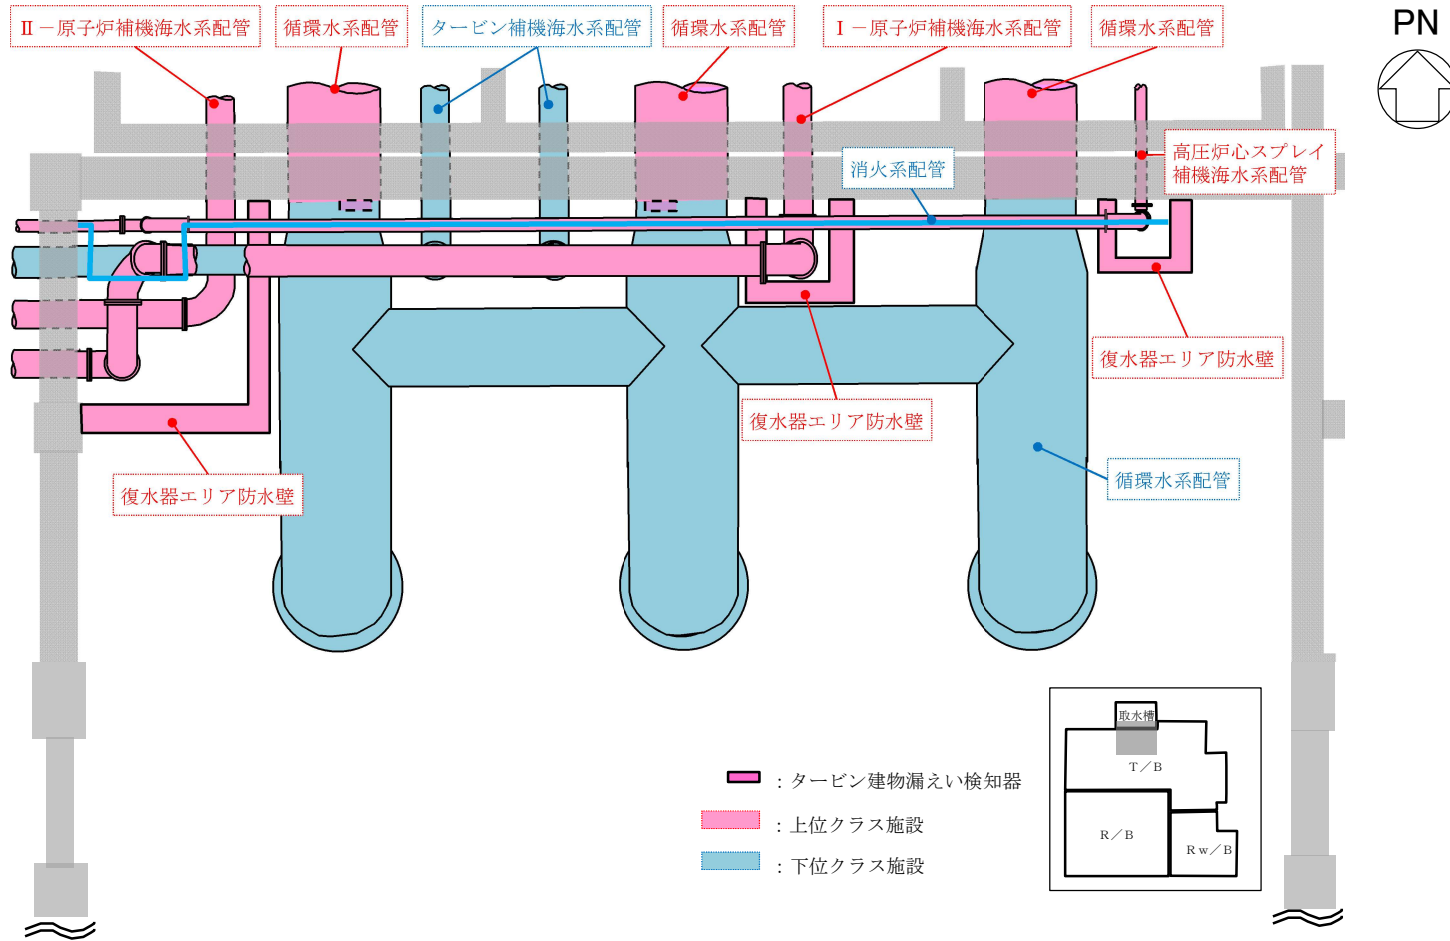 Ⅱ－原子炉補機海水系配管
循環水系配管
タービン補機海水系配管
循環水系配管
Ⅰ－原子炉補機海水系配管
循環水系配管
PN
消火系配管
高圧炉心スプレイ
補機海水系配管
復水器エリア防水壁
復水器エリア防水壁
循環水系配管
復水器エリア防水壁
：タービン建物漏えい検知器
：上位クラス施設
：下位クラス施設
取水槽
T／B
R／B
Rw／B